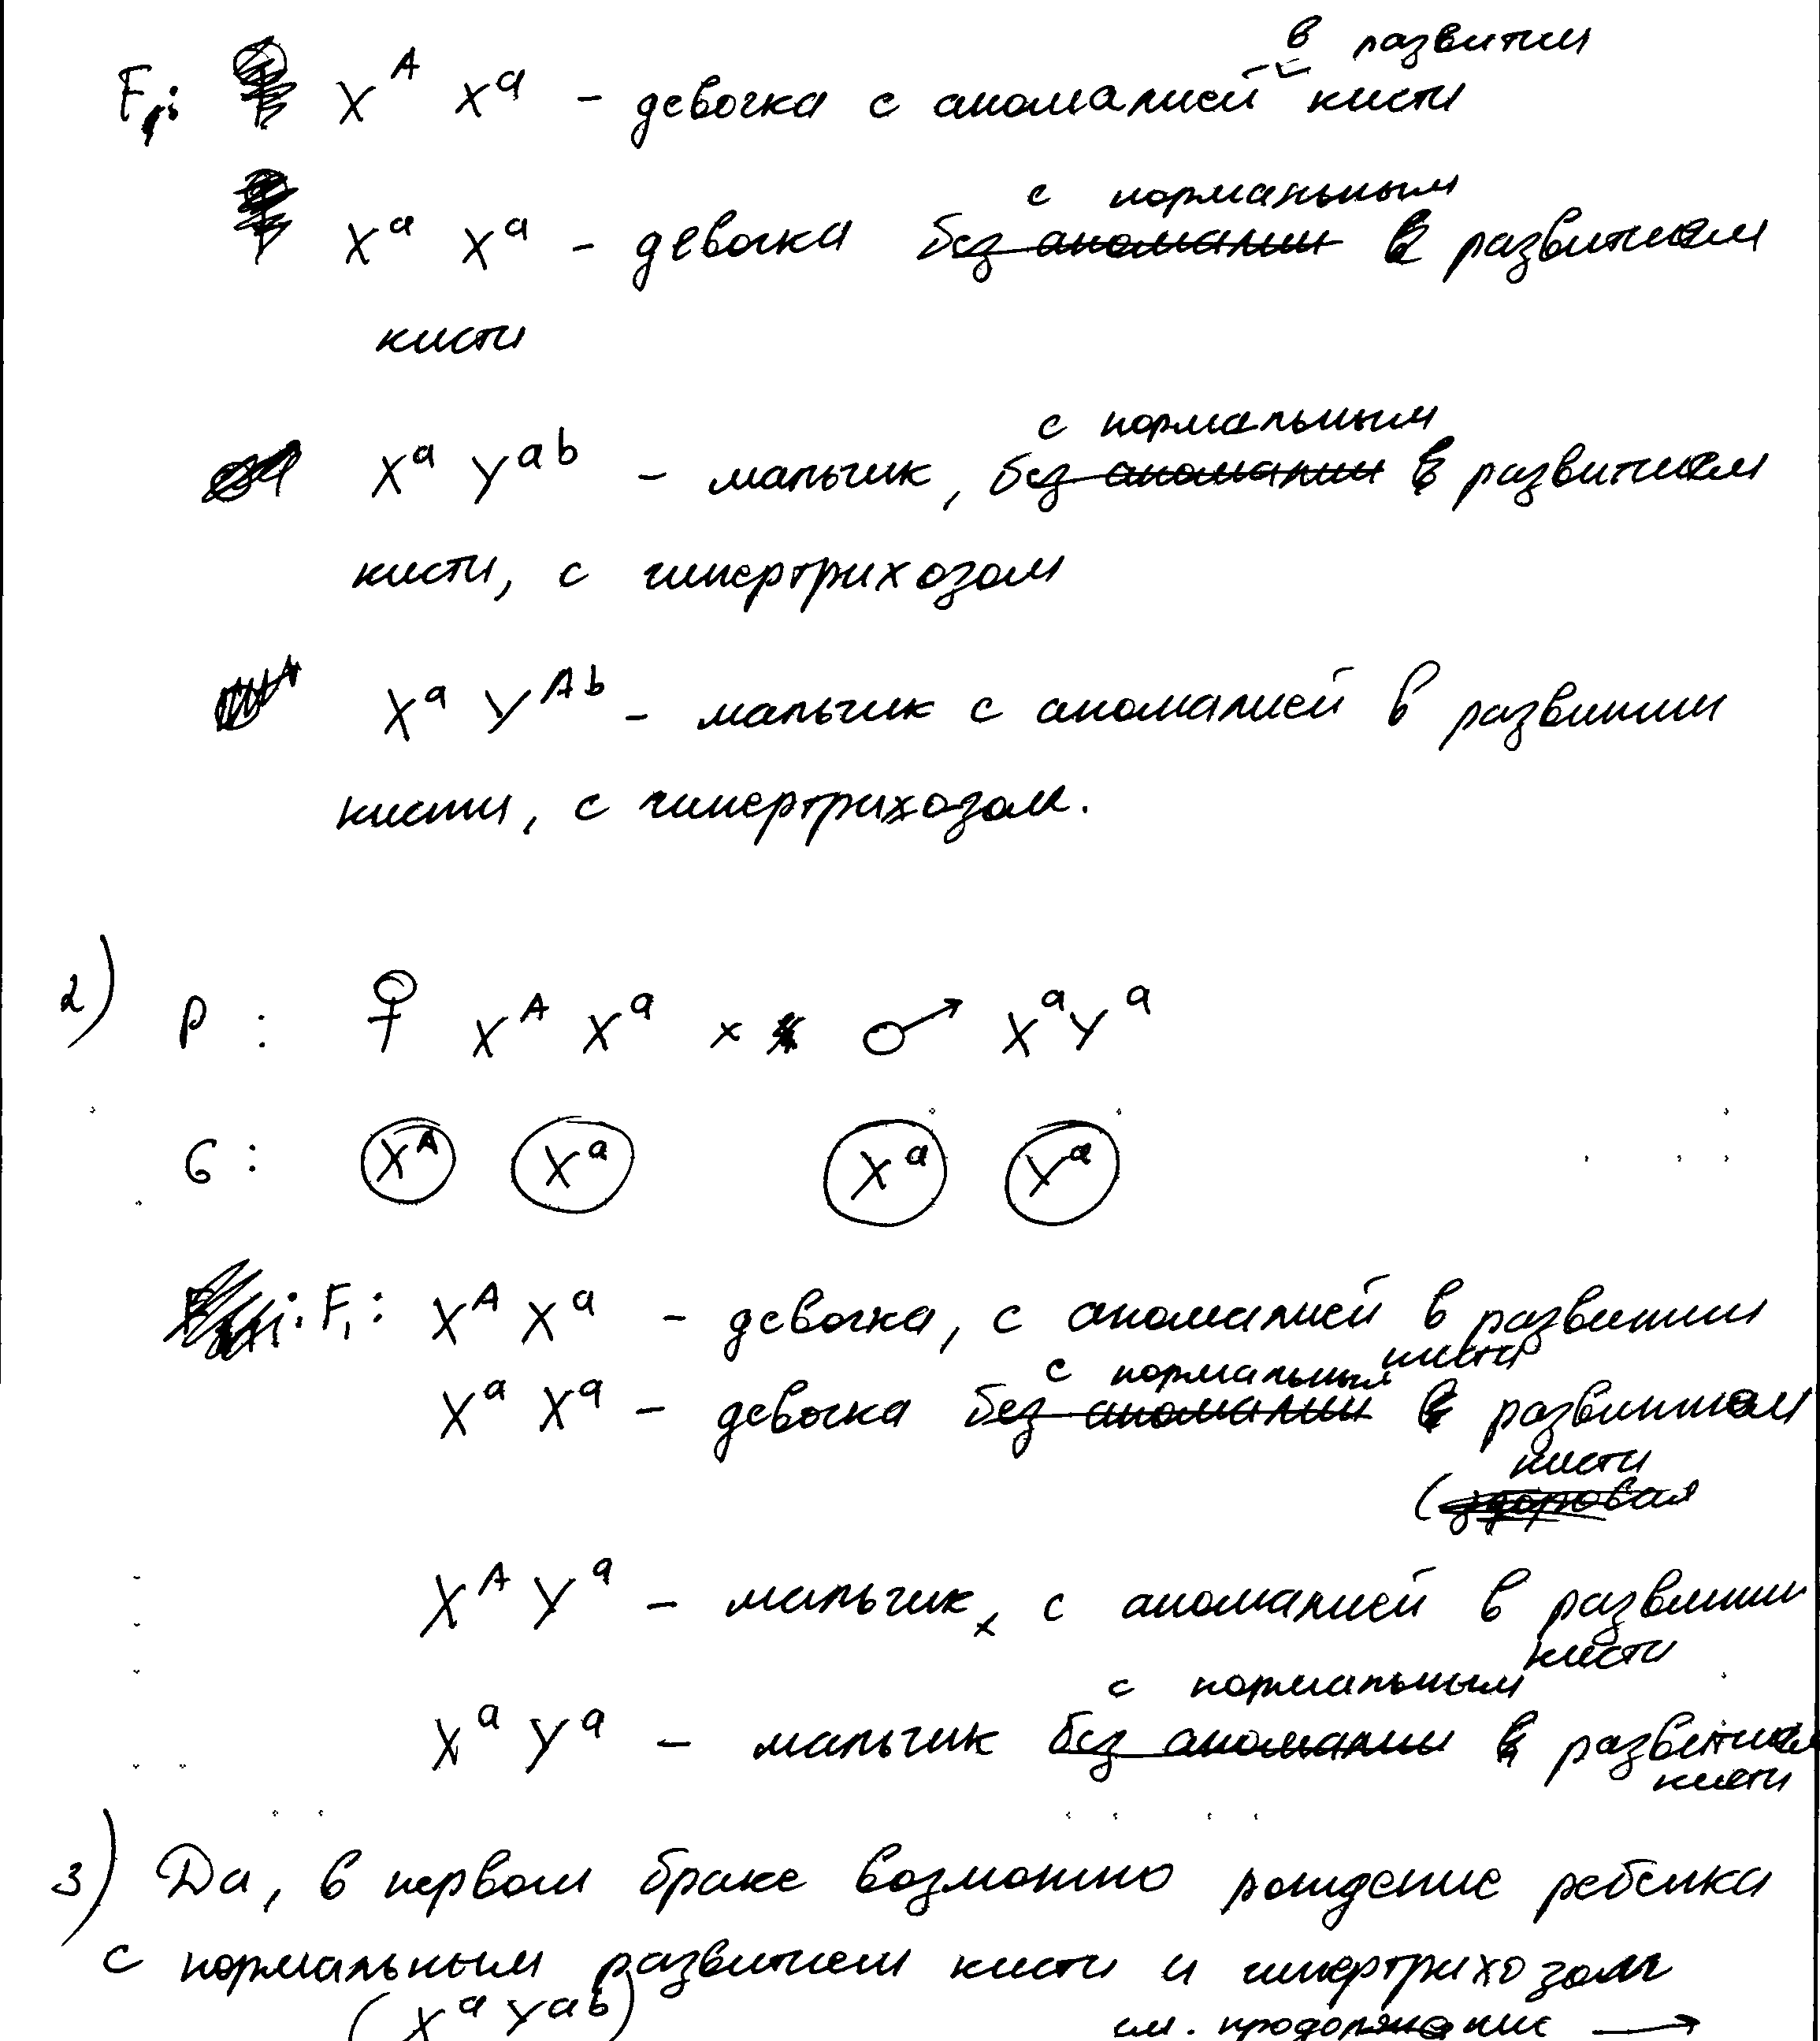 в развитии
F₁: X^A X^a – девочка с аномалией кисти
с нормальным
X^a X^a – девочка без аномалии в развитием
кисти
с нормальным
X^a Y^ab – мальчик, без аномалии в развитием
кисти, с гипертрихозом
X^a Y^Ab – мальчик с аномалией в развитии
кисти, с гипертрихозом.
2) P : ♀ X^A X^a × ♂ X^a Y^a
G : X^A X^a X^a Y^a
F₁: X^A X^a – девочка, с аномалией в развитии
кисти
с нормальным
X^a X^a – девочка без аномалии в развитием
кисти
(здоровая
X^A Y^a – мальчик, с аномалией в развитии
кисти
с нормальным
X^a Y^a – мальчик без аномалии в развитием
кисти
3) Да, в первом браке возможно рождение ребенка
с нормальным развитием кисти и гипертрихозом
(X^a Y^ab)
см. продолжение →